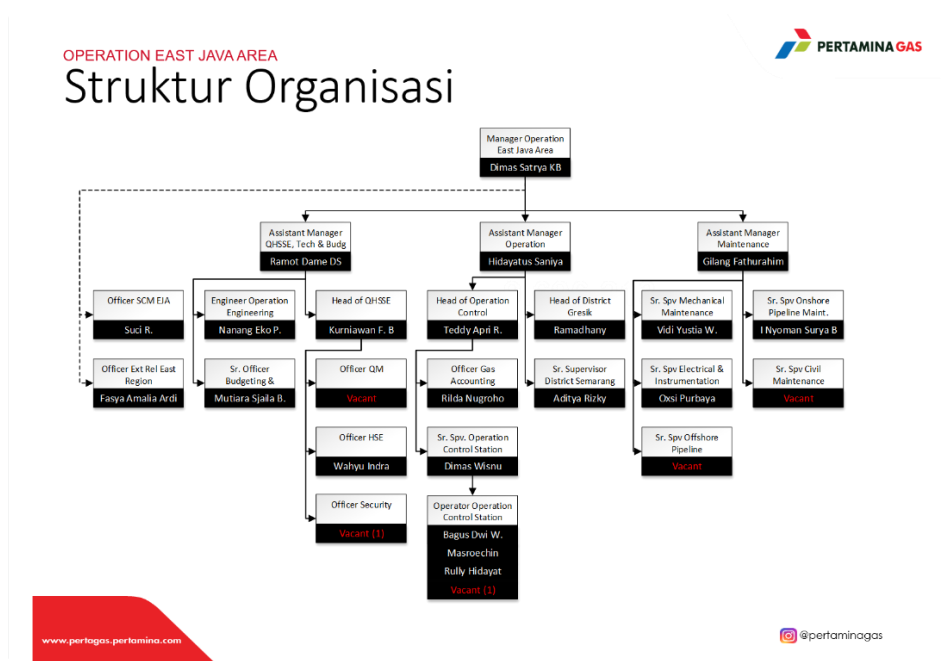 OPERATION EAST JAVA AREA
Struktur Organisasi
PERTAMINA GAS
Manager Operation
East Java Area
Dimas Satrya KB
Assistant Manager
QHSSE, Tech & Budg
Ramot Dame DS
Assistant Manager
Operation
Hidayatus Saniya
Assistant Manager
Maintenance
Gilang Fathurahim
Officer SCM EJA
Suci R.
Engineer Operation
Engineering
Nanang Eko P.
Head of QHSSE
Kurniawan F. B
Head of Operation
Control
Teddy Apri R.
Head of District
Gresik
Ramadhany
Sr. Spv Mechanical
Maintenance
Vidi Yustia W.
Sr. Spv Onshore
Pipeline Maint.
I Nyoman Surya B
Officer Ext Rel East
Region
Fasya Amalia Ardi
Sr. Officer
Budgeting &
Mutiara Sjaila B.
Officer QM
Vacant
Officer Gas
Accounting
Rilda Nugroho
Sr. Supervisor
District Semarang
Aditya Rizky
Sr. Spv Electrical &
Instrumentation
Oxsi Purbaya
Sr. Spv Civil
Maintenance
Vacant
Officer HSE
Wahyu Indra
Sr. Spv. Operation
Control Station
Dimas Wisnu
Sr. Spv Offshore
Pipeline
Vacant
Officer Security
Vacant (1)
Operator Operation
Control Station
Bagus Dwi W.
Masroechin
Rully Hidayat
Vacant (1)
www.pertagas.pertamina.com
@pertaminagas